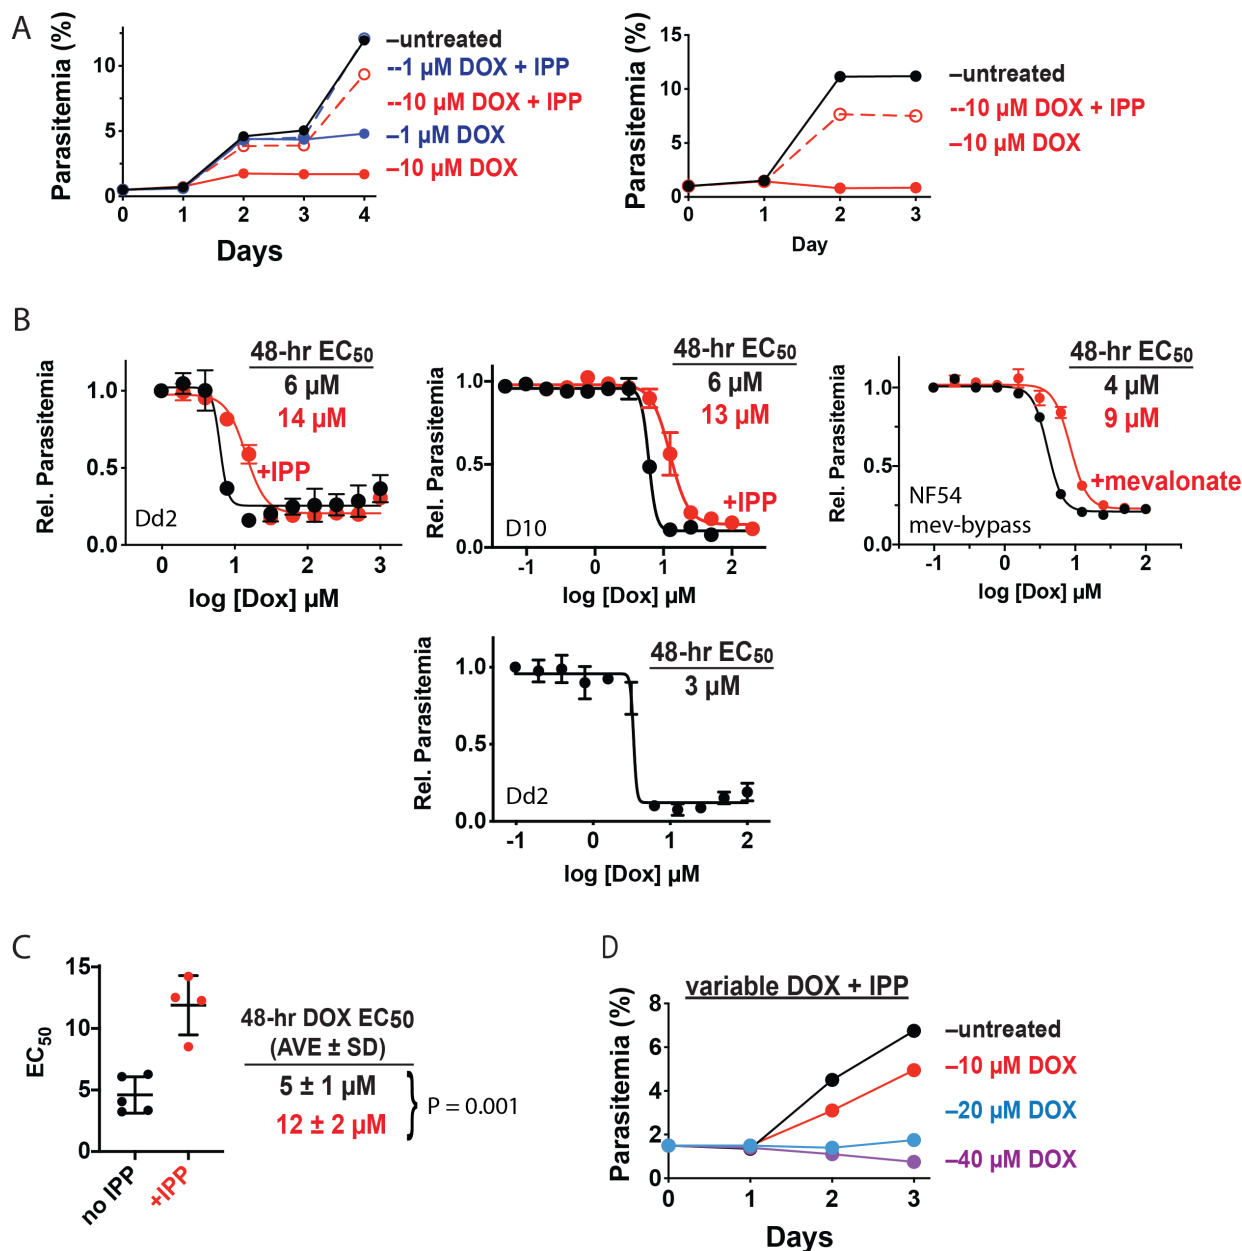 A
Parasitemia (%)
10
5
0
0 1 2 3 4
Days
–untreated
--1 µM DOX + IPP
--10 µM DOX + IPP
–1 µM DOX
–10 µM DOX
Parasitemia (%)
15
10
5
0
0 1 2 3
Day
–untreated
--10 µM DOX + IPP
–10 µM DOX
B
Rel. Parasitemia
1.0
0.5
0.0
0 1 2 3
log [Dox] µM
48-hr EC50
6 µM
14 µM
+IPP
Dd2
Rel. Parasitemia
1.0
0.5
0.0
-1 0 1 2
log [Dox] µM
48-hr EC50
6 µM
13 µM
+IPP
D10
Rel. Parasitemia
1.0
0.5
0.0
-1 0 1 2
log [Dox] µM
48-hr EC50
4 µM
9 µM
+mevalonate
NF54
mev-bypass
Rel. Parasitemia
1.0
0.5
0.0
-1 0 1 2
log [Dox] µM
48-hr EC50
3 µM
Dd2
C
EC50
15
10
5
0
no IPP
+IPP
48-hr DOX EC50
(AVE ± SD)
5 ± 1 µM
12 ± 2 µM
P = 0.001
D
variable DOX + IPP
Parasitemia (%)
8
6
4
2
0
0 1 2 3
Days
–untreated
–10 µM DOX
–20 µM DOX
–40 µM DOX